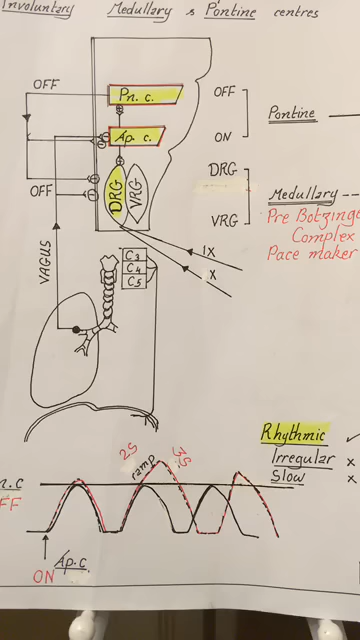 Involuntary Medullary & Pontine centres
OFF
Pn. c.
OFF
Pontine
Ap. c.
ON
DRG
OFF
DRG
VRG
Medullary
VRG
Pre Botzinger
Complex
Pace maker
VAGUS
IX
X
C3
C4
C5
Rhythmic
Irregular x
Slow x
2S
ramp
3S
n.c
FF
Ap.c.
ON